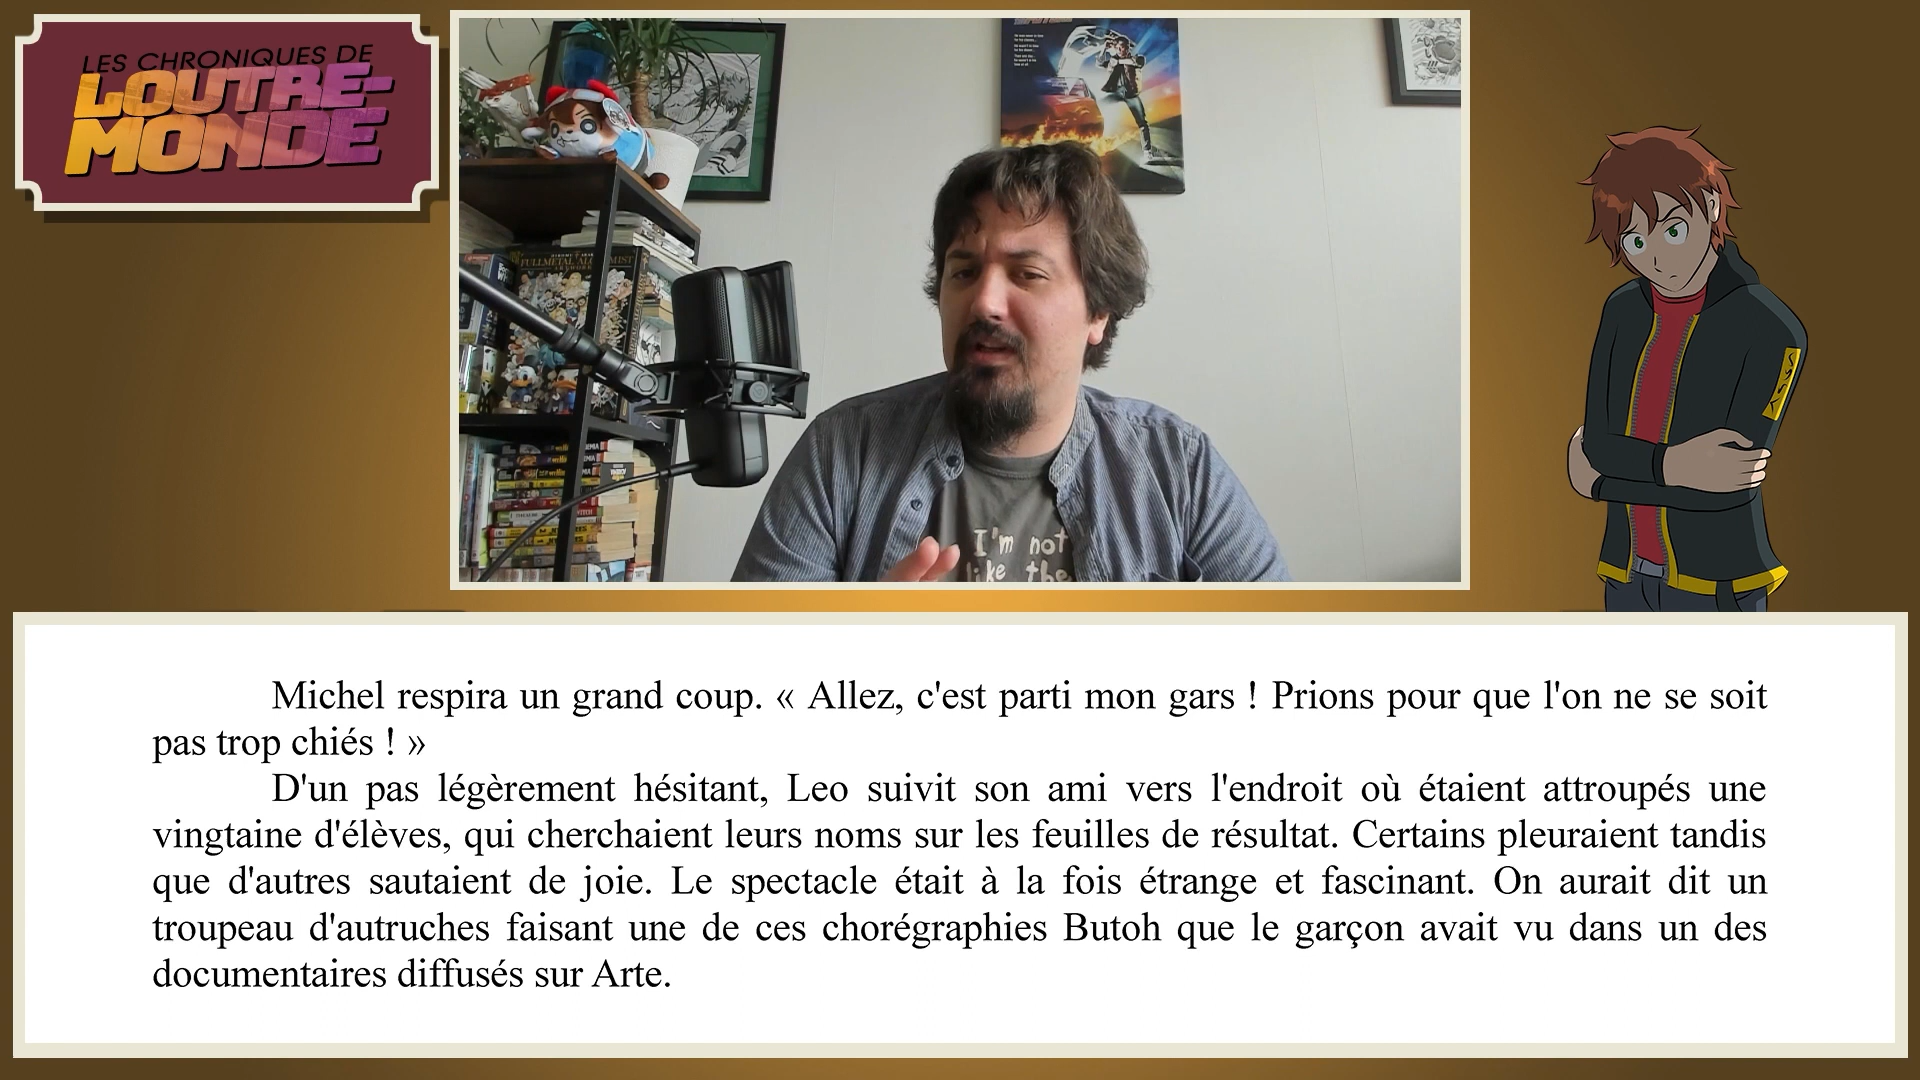 LES CHRONIQUES DE
LOUTRE-
MONDE
FULLMETAL ALCHEMIST
I'm not
like the
Michel respira un grand coup. « Allez, c'est parti mon gars ! Prions pour que l'on ne se soit
pas trop chiés ! »
D'un pas légèrement hésitant, Leo suivit son ami vers l'endroit où étaient attroupés une
vingtaine d'élèves, qui cherchaient leurs noms sur les feuilles de résultat. Certains pleuraient tandis
que d'autres sautaient de joie. Le spectacle était à la fois étrange et fascinant. On aurait dit un
troupeau d'autruches faisant une de ces chorégraphies Butoh que le garçon avait vu dans un des
documentaires diffusés sur Arte.